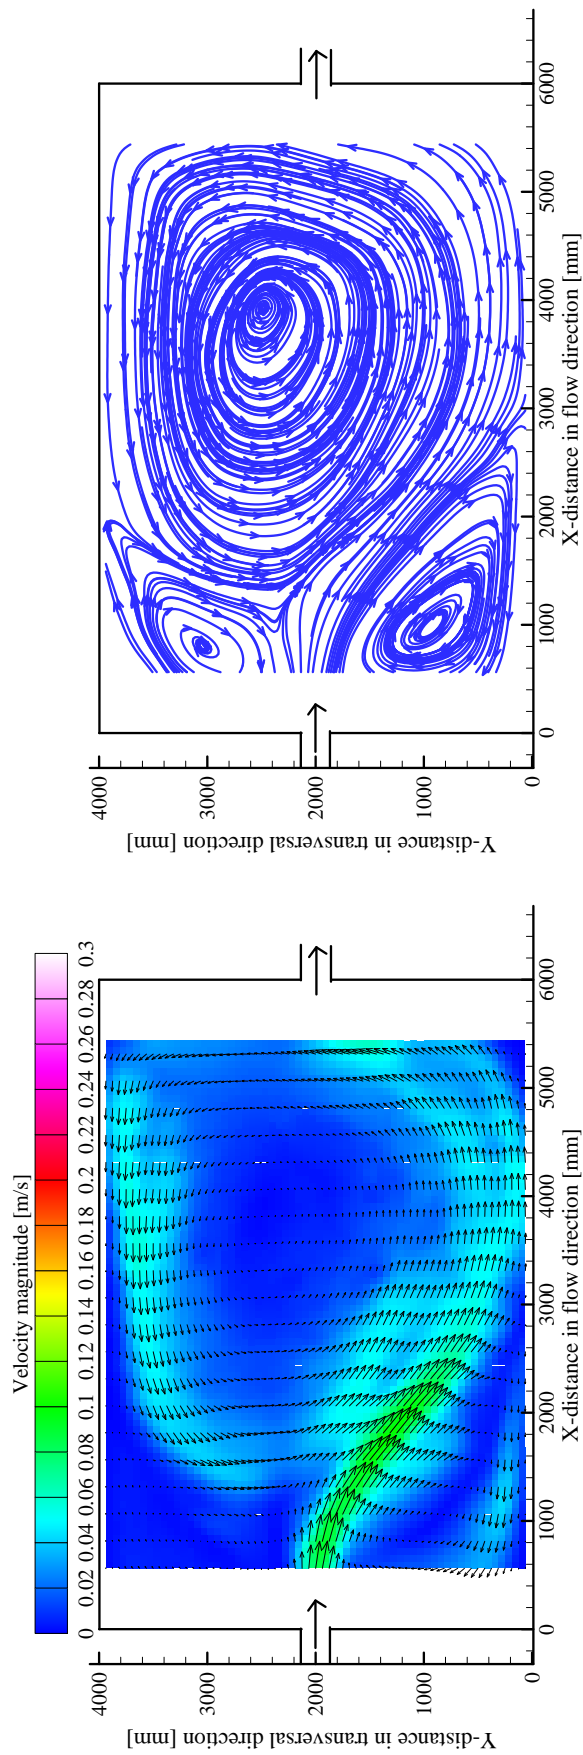 Velocity magnitude [m/s]
0 0.02 0.04 0.06 0.08 0.1 0.12 0.14 0.16 0.18 0.2 0.22 0.24 0.26 0.28 0.3
Y-distance in transversal direction [mm]
4000
3000
2000
1000
0
0 1000 2000 3000 4000 5000 6000
X-distance in flow direction [mm]
Y-distance in transversal direction [mm]
4000
3000
2000
1000
0
0 1000 2000 3000 4000 5000 6000
X-distance in flow direction [mm]